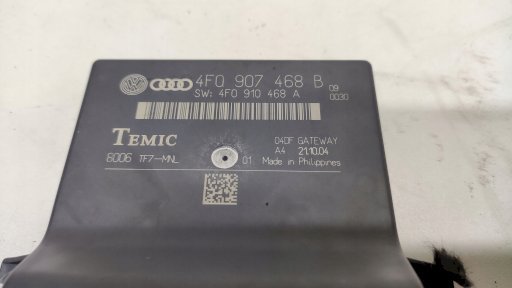 4F0 907 468 B
SW: 4F0 910 468 A
09
0030
TEMIC
6006 TF7-MNL
04DF GATEWAY
A4 21.10.04
01 Made in Philippines